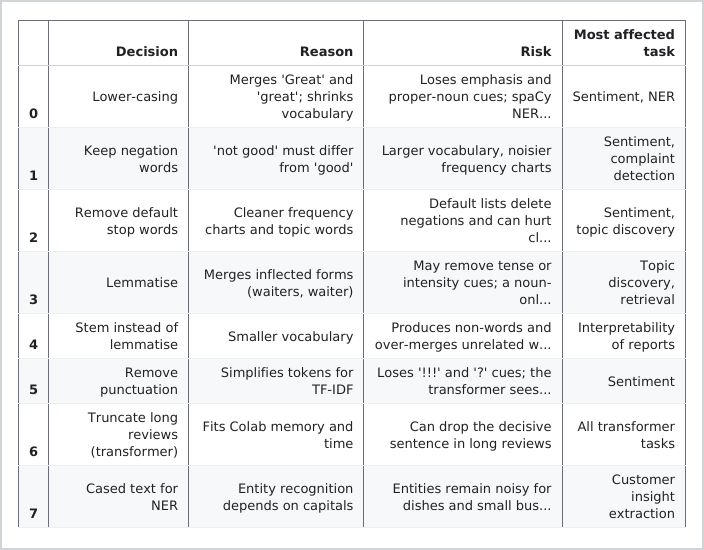 Decision Reason Risk Most affected task
0 Lower-casing Merges 'Great' and 'great'; shrinks vocabulary Loses emphasis and proper-noun cues; spaCy NER... Sentiment, NER
1 Keep negation words 'not good' must differ from 'good' Larger vocabulary, noisier frequency charts Sentiment, complaint detection
2 Remove default stop words Cleaner frequency charts and topic words Default lists delete negations and can hurt cl... Sentiment, topic discovery
3 Lemmatise Merges inflected forms (waiters, waiter) May remove tense or intensity cues; a noun-onl... Topic discovery, retrieval
4 Stem instead of lemmatise Smaller vocabulary Produces non-words and over-merges unrelated w... Interpretability of reports
5 Remove punctuation Simplifies tokens for TF-IDF Loses '!!!' and '?' cues; the transformer sees... Sentiment
6 Truncate long reviews (transformer) Fits Colab memory and time Can drop the decisive sentence in long reviews All transformer tasks
7 Cased text for NER Entity recognition depends on capitals Entities remain noisy for dishes and small bus... Customer insight extraction